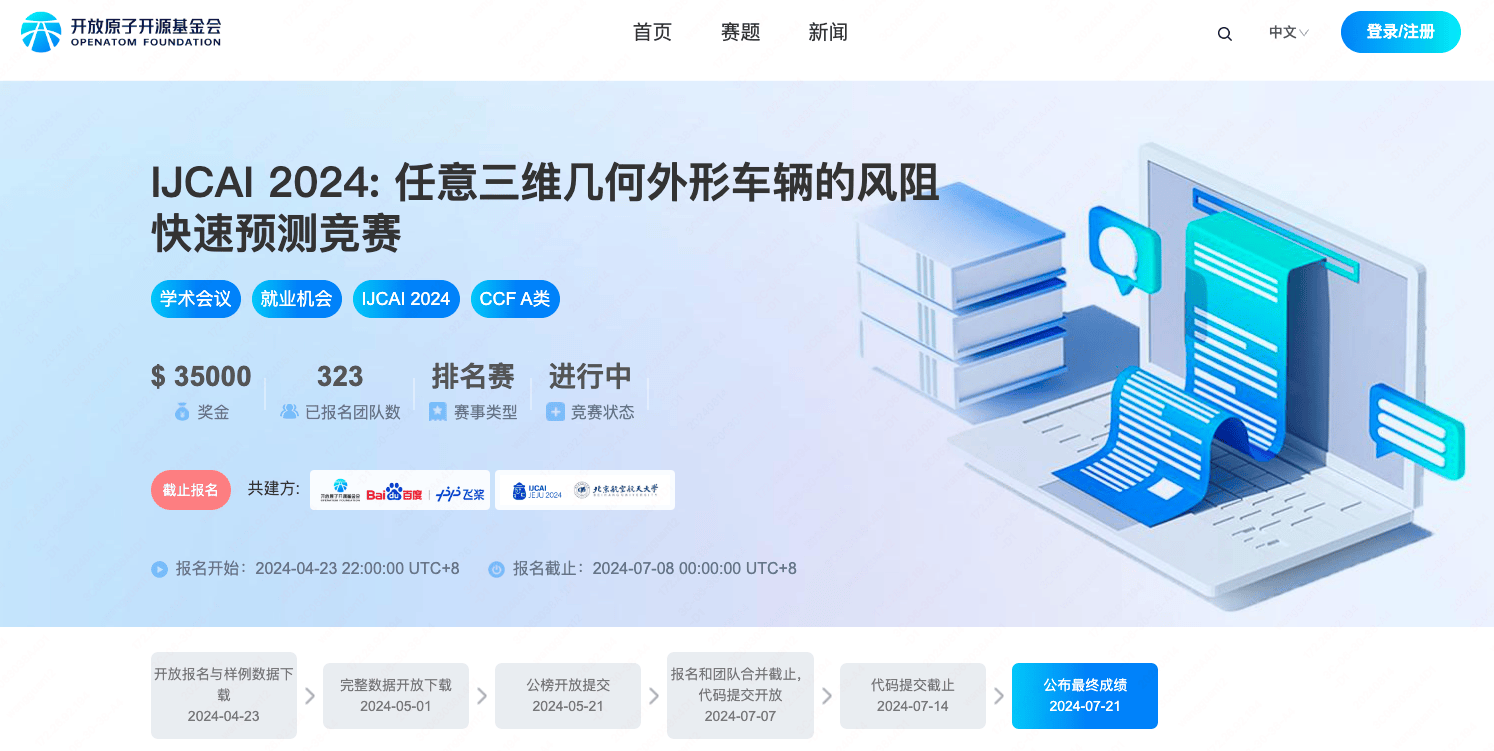 开放原子开源基金会
OPENATOM FOUNDATION
首页
赛题
新闻
中文
登录/注册
IJCAI 2024: 任意三维几何外形车辆的风阻
快速预测竞赛
学术会议
就业机会
IJCAI 2024
CCF A类
$ 35000
323
排名赛
进行中
奖金
已报名团队数
赛事类型
竞赛状态
截止报名
共建方:
开放原子开源基金会
Bai du 百度
飞桨
IJCAI
JEJU 2024
北京航空航天大学
报名开始：2024-04-23 22:00:00 UTC+8
报名截止：2024-07-08 00:00:00 UTC+8
开放报名与样例数据下
载
2024-04-23
完整数据开放下载
2024-05-01
公榜开放提交
2024-05-21
报名和团队合并截止,
代码提交开放
2024-07-07
代码提交截止
2024-07-14
公布最终成绩
2024-07-21